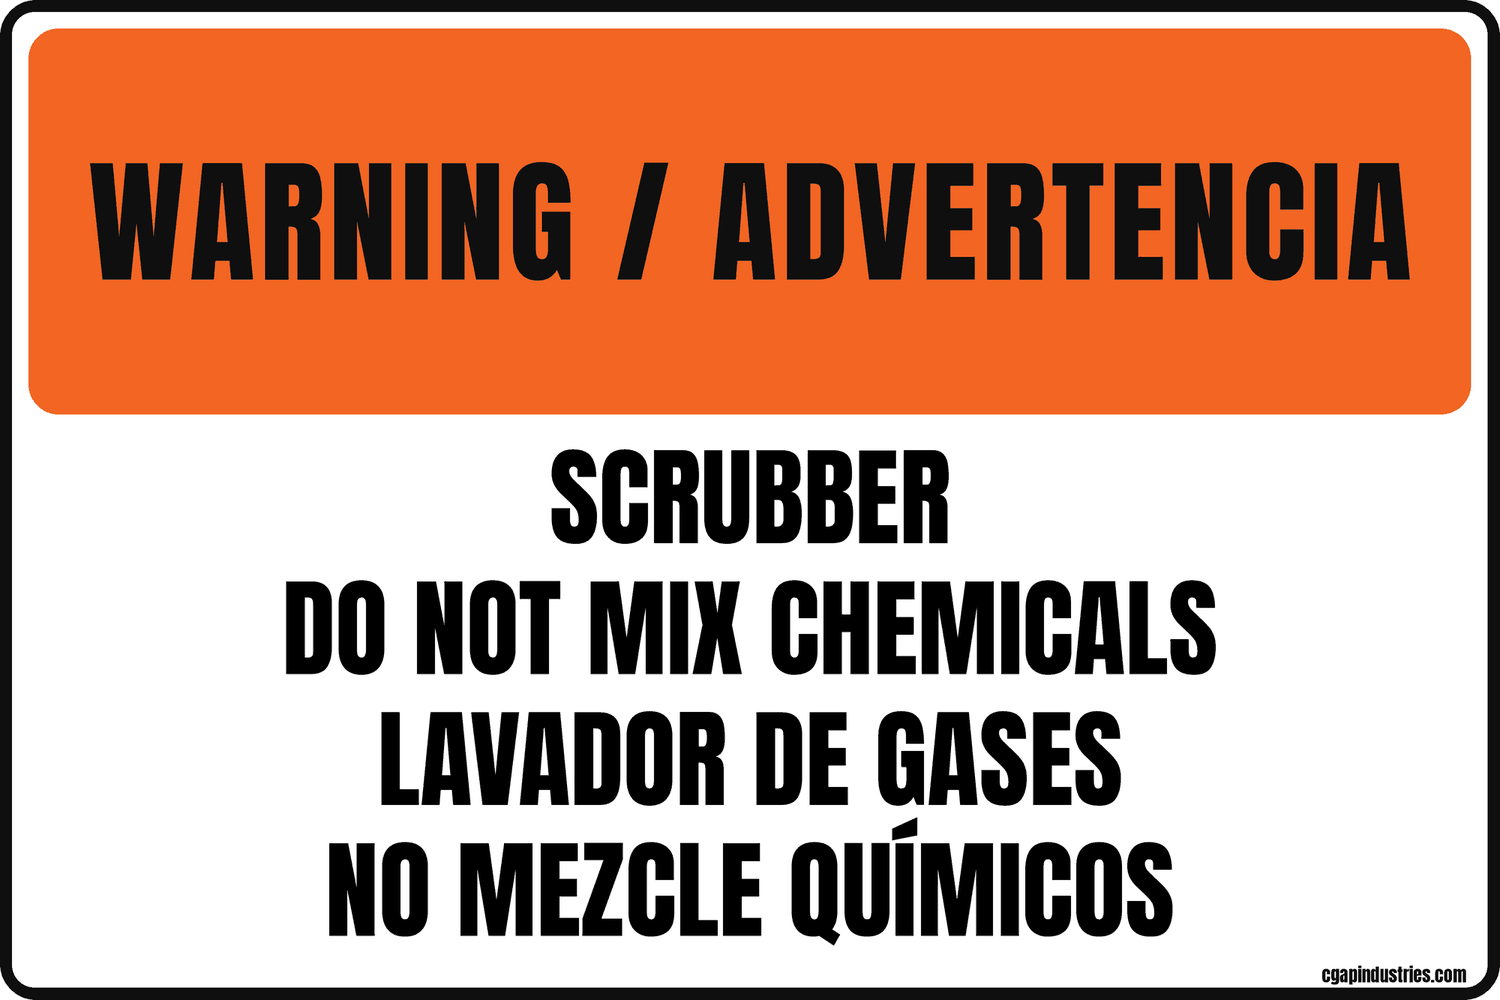 WARNING / ADVERTENCIA
SCRUBBER
DO NOT MIX CHEMICALS
LAVADOR DE GASES
NO MEZCLE QUÍMICOS
cgapindustries.com